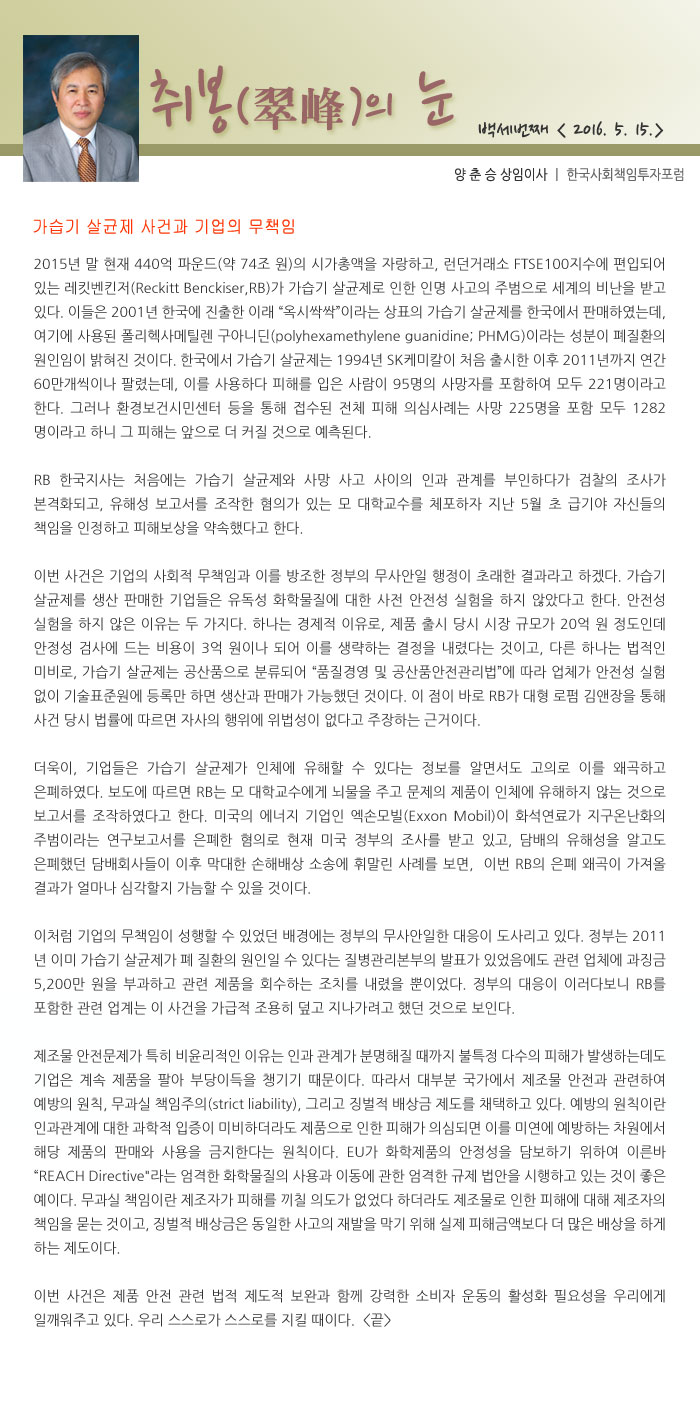 취봉(翠峰)의 눈
백세번째 < 2016. 5. 15.>
양 춘 승 상임이사 ㅣ 한국사회책임투자포럼
가습기 살균제 사건과 기업의 무책임
2015년 말 현재 440억 파운드(약 74조 원)의 시가총액을 자랑하고, 런던거래소 FTSE100지수에 편입되어
있는 레킷벤킨저(Reckitt Benckiser,RB)가 가습기 살균제로 인한 인명 사고의 주범으로 세계의 비난을 받고
있다. 이들은 2001년 한국에 진출한 이래 “옥시싹싹”이라는 상표의 가습기 살균제를 한국에서 판매하였는데,
여기에 사용된 폴리헥사메틸렌 구아니딘(polyhexamethylene guanidine; PHMG)이라는 성분이 폐질환의
원인임이 밝혀진 것이다. 한국에서 가습기 살균제는 1994년 SK케미칼이 처음 출시한 이후 2011년까지 연간
60만개씩이나 팔렸는데, 이를 사용하다 피해를 입은 사람이 95명의 사망자를 포함하여 모두 221명이라고
한다. 그러나 환경보건시민센터 등을 통해 접수된 전체 피해 의심사례는 사망 225명을 포함 모두 1282
명이라고 하니 그 피해는 앞으로 더 커질 것으로 예측된다.
RB 한국지사는 처음에는 가습기 살균제와 사망 사고 사이의 인과 관계를 부인하다가 검찰의 조사가
본격화되고, 유해성 보고서를 조작한 혐의가 있는 모 대학교수를 체포하자 지난 5월 초 급기야 자신들의
책임을 인정하고 피해보상을 약속했다고 한다.
이번 사건은 기업의 사회적 무책임과 이를 방조한 정부의 무사안일 행정이 초래한 결과라고 하겠다. 가습기
살균제를 생산 판매한 기업들은 유독성 화학물질에 대한 사전 안전성 실험을 하지 않았다고 한다. 안전성
실험을 하지 않은 이유는 두 가지다. 하나는 경제적 이유로, 제품 출시 당시 시장 규모가 20억 원 정도인데
안정성 검사에 드는 비용이 3억 원이나 되어 이를 생략하는 결정을 내렸다는 것이고, 다른 하나는 법적인
미비로, 가습기 살균제는 공산품으로 분류되어 “품질경영 및 공산품안전관리법”에 따라 업체가 안전성 실험
없이 기술표준원에 등록만 하면 생산과 판매가 가능했던 것이다. 이 점이 바로 RB가 대형 로펌 김앤장을 통해
사건 당시 법률에 따르면 자사의 행위에 위법성이 없다고 주장하는 근거이다.
더욱이, 기업들은 가습기 살균제가 인체에 유해할 수 있다는 정보를 알면서도 고의로 이를 왜곡하고
은폐하였다. 보도에 따르면 RB는 모 대학교수에게 뇌물을 주고 문제의 제품이 인체에 유해하지 않는 것으로
보고서를 조작하였다고 한다. 미국의 에너지 기업인 엑손모빌(Exxon Mobil)이 화석연료가 지구온난화의
주범이라는 연구보고서를 은폐한 혐의로 현재 미국 정부의 조사를 받고 있고, 담배의 유해성을 알고도
은폐했던 담배회사들이 이후 막대한 손해배상 소송에 휘말린 사례를 보면, 이번 RB의 은폐 왜곡이 가져올
결과가 얼마나 심각할지 가늠할 수 있을 것이다.
이처럼 기업의 무책임이 성행할 수 있었던 배경에는 정부의 무사안일한 대응이 도사리고 있다. 정부는 2011
년 이미 가습기 살균제가 폐 질환의 원인일 수 있다는 질병관리본부의 발표가 있었음에도 관련 업체에 과징금
5,200만 원을 부과하고 관련 제품을 회수하는 조치를 내렸을 뿐이었다. 정부의 대응이 이러다보니 RB를
포함한 관련 업계는 이 사건을 가급적 조용히 덮고 지나가려고 했던 것으로 보인다.
제조물 안전문제가 특히 비윤리적인 이유는 인과 관계가 분명해질 때까지 불특정 다수의 피해가 발생하는데도
기업은 계속 제품을 팔아 부당이득을 챙기기 때문이다. 따라서 대부분 국가에서 제조물 안전과 관련하여
예방의 원칙, 무과실 책임주의(strict liability), 그리고 징벌적 배상금 제도를 채택하고 있다. 예방의 원칙이란
인과관계에 대한 과학적 입증이 미비하더라도 제품으로 인한 피해가 의심되면 이를 미연에 예방하는 차원에서
해당 제품의 판매와 사용을 금지한다는 원칙이다. EU가 화학제품의 안정성을 담보하기 위하여 이른바
“REACH Directive"라는 엄격한 화학물질의 사용과 이동에 관한 엄격한 규제 법안을 시행하고 있는 것이 좋은
예이다. 무과실 책임이란 제조자가 피해를 끼칠 의도가 없었다 하더라도 제조물로 인한 피해에 대해 제조자의
책임을 묻는 것이고, 징벌적 배상금은 동일한 사고의 재발을 막기 위해 실제 피해금액보다 더 많은 배상을 하게
하는 제도이다.
이번 사건은 제품 안전 관련 법적 제도적 보완과 함께 강력한 소비자 운동의 활성화 필요성을 우리에게
일깨워주고 있다. 우리 스스로가 스스로를 지킬 때이다. <끝>